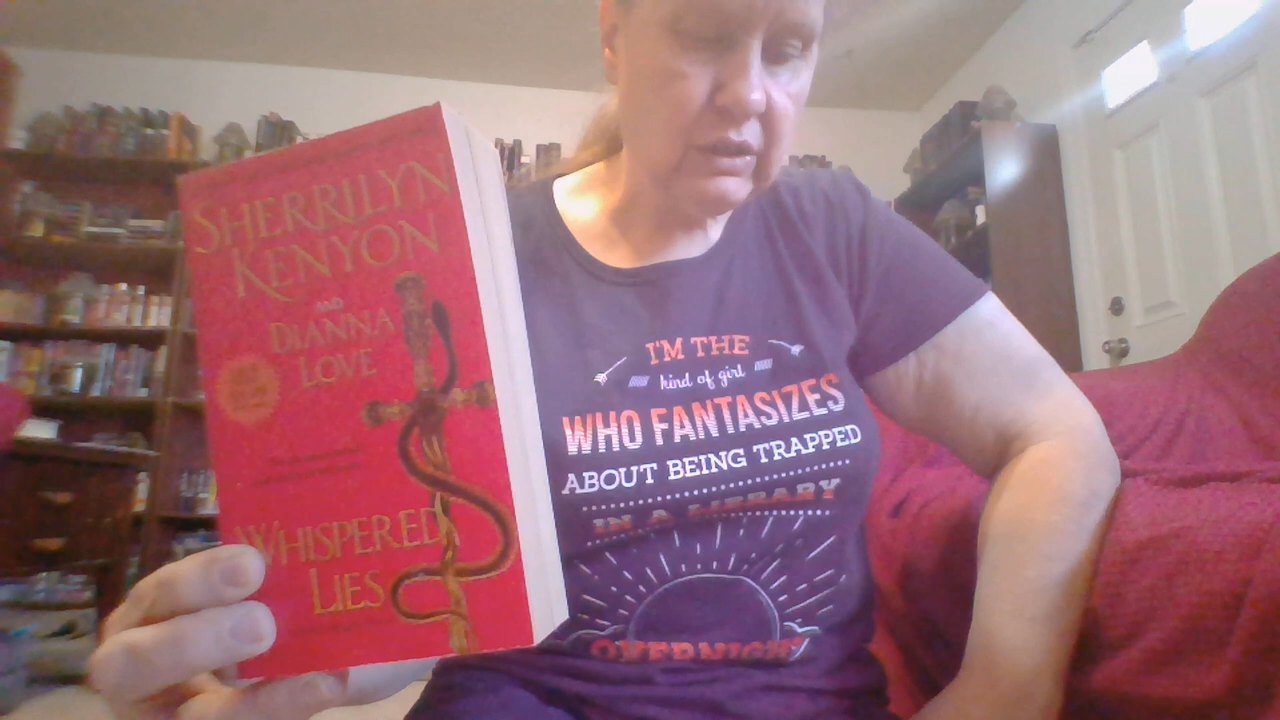 SHERRILYN
KENYON
AND
DIANNA
LOVE
WHISPERED
LIES
I'M THE
kind of girl
WHO FANTASIZES
ABOUT BEING TRAPPED
IN A LIBRARY
OVERNIGHT